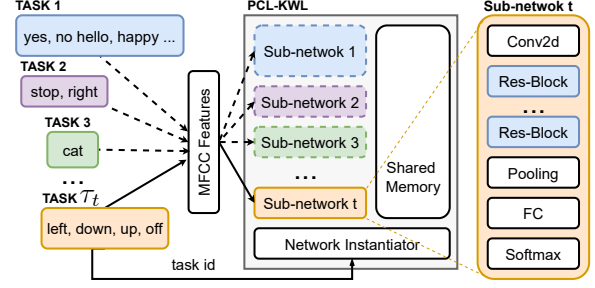 TASK 1
yes, no hello, happy ...
TASK 2
stop, right
TASK 3
cat
...
TASK τt
left, down, up, off
task id
MFCC Features
PCL-KWL
Sub-network 1
Sub-network 2
Sub-network 3
...
Sub-network t
Shared
Memory
Network Instantiator
Sub-netwok t
Conv2d
Res-Block
...
Res-Block
Pooling
FC
Softmax